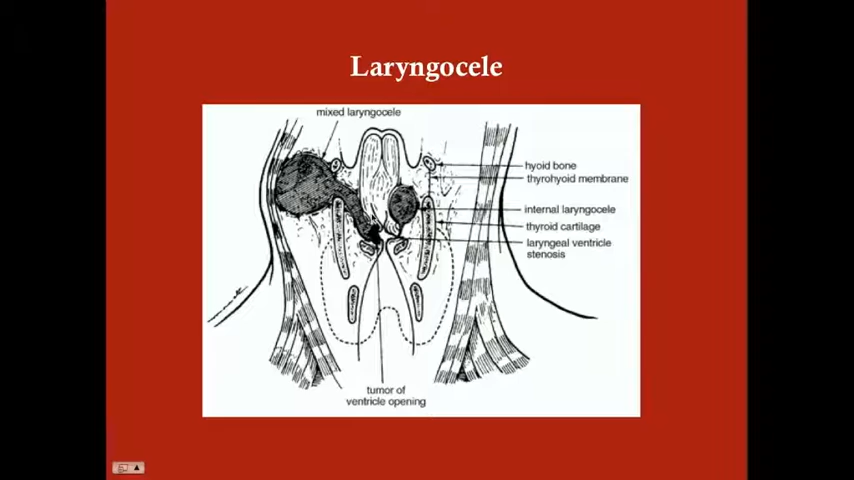 Laryngocele
mixed laryngocele
hyoid bone
thyrohyoid membrane
internal laryngocele
thyroid cartilage
laryngeal ventricle
stenosis
tumor of
ventricle opening